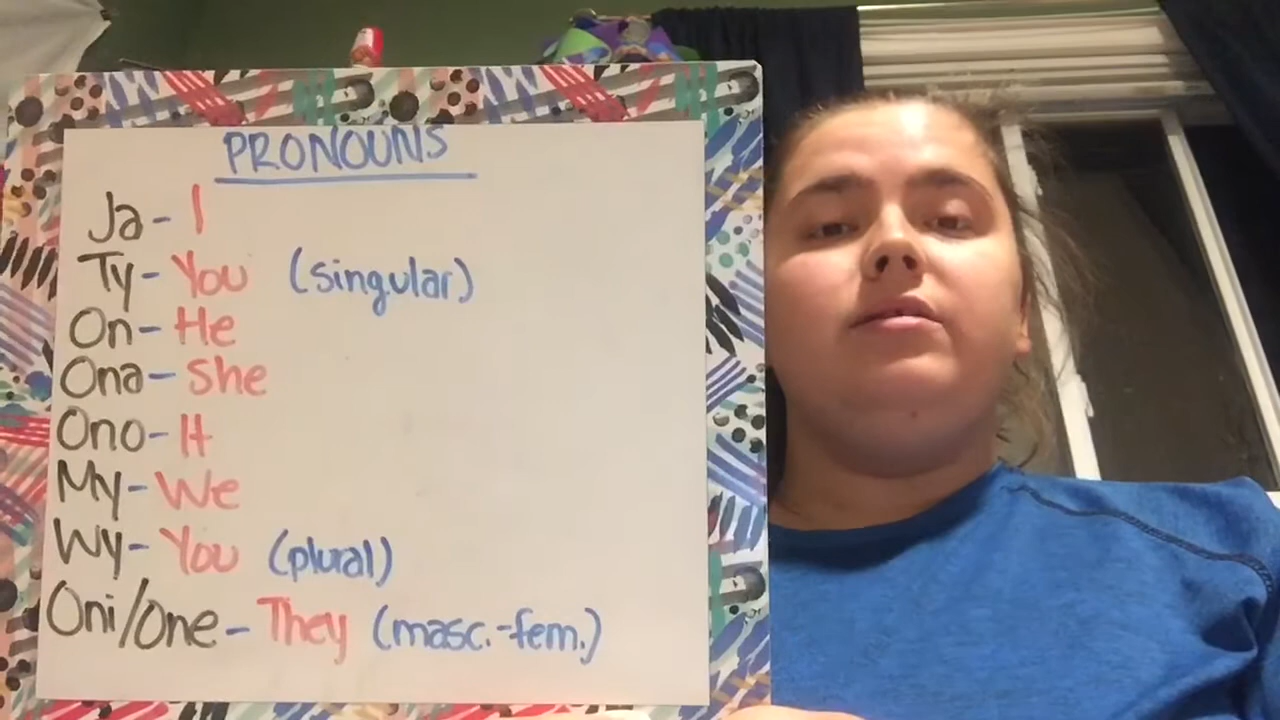 PRONOUNS
Ja - I
Ty - You (singular)
On - He
Ona - She
Ono - It
My - We
Wy - You (plural)
Oni/One - They (masc.-fem.)